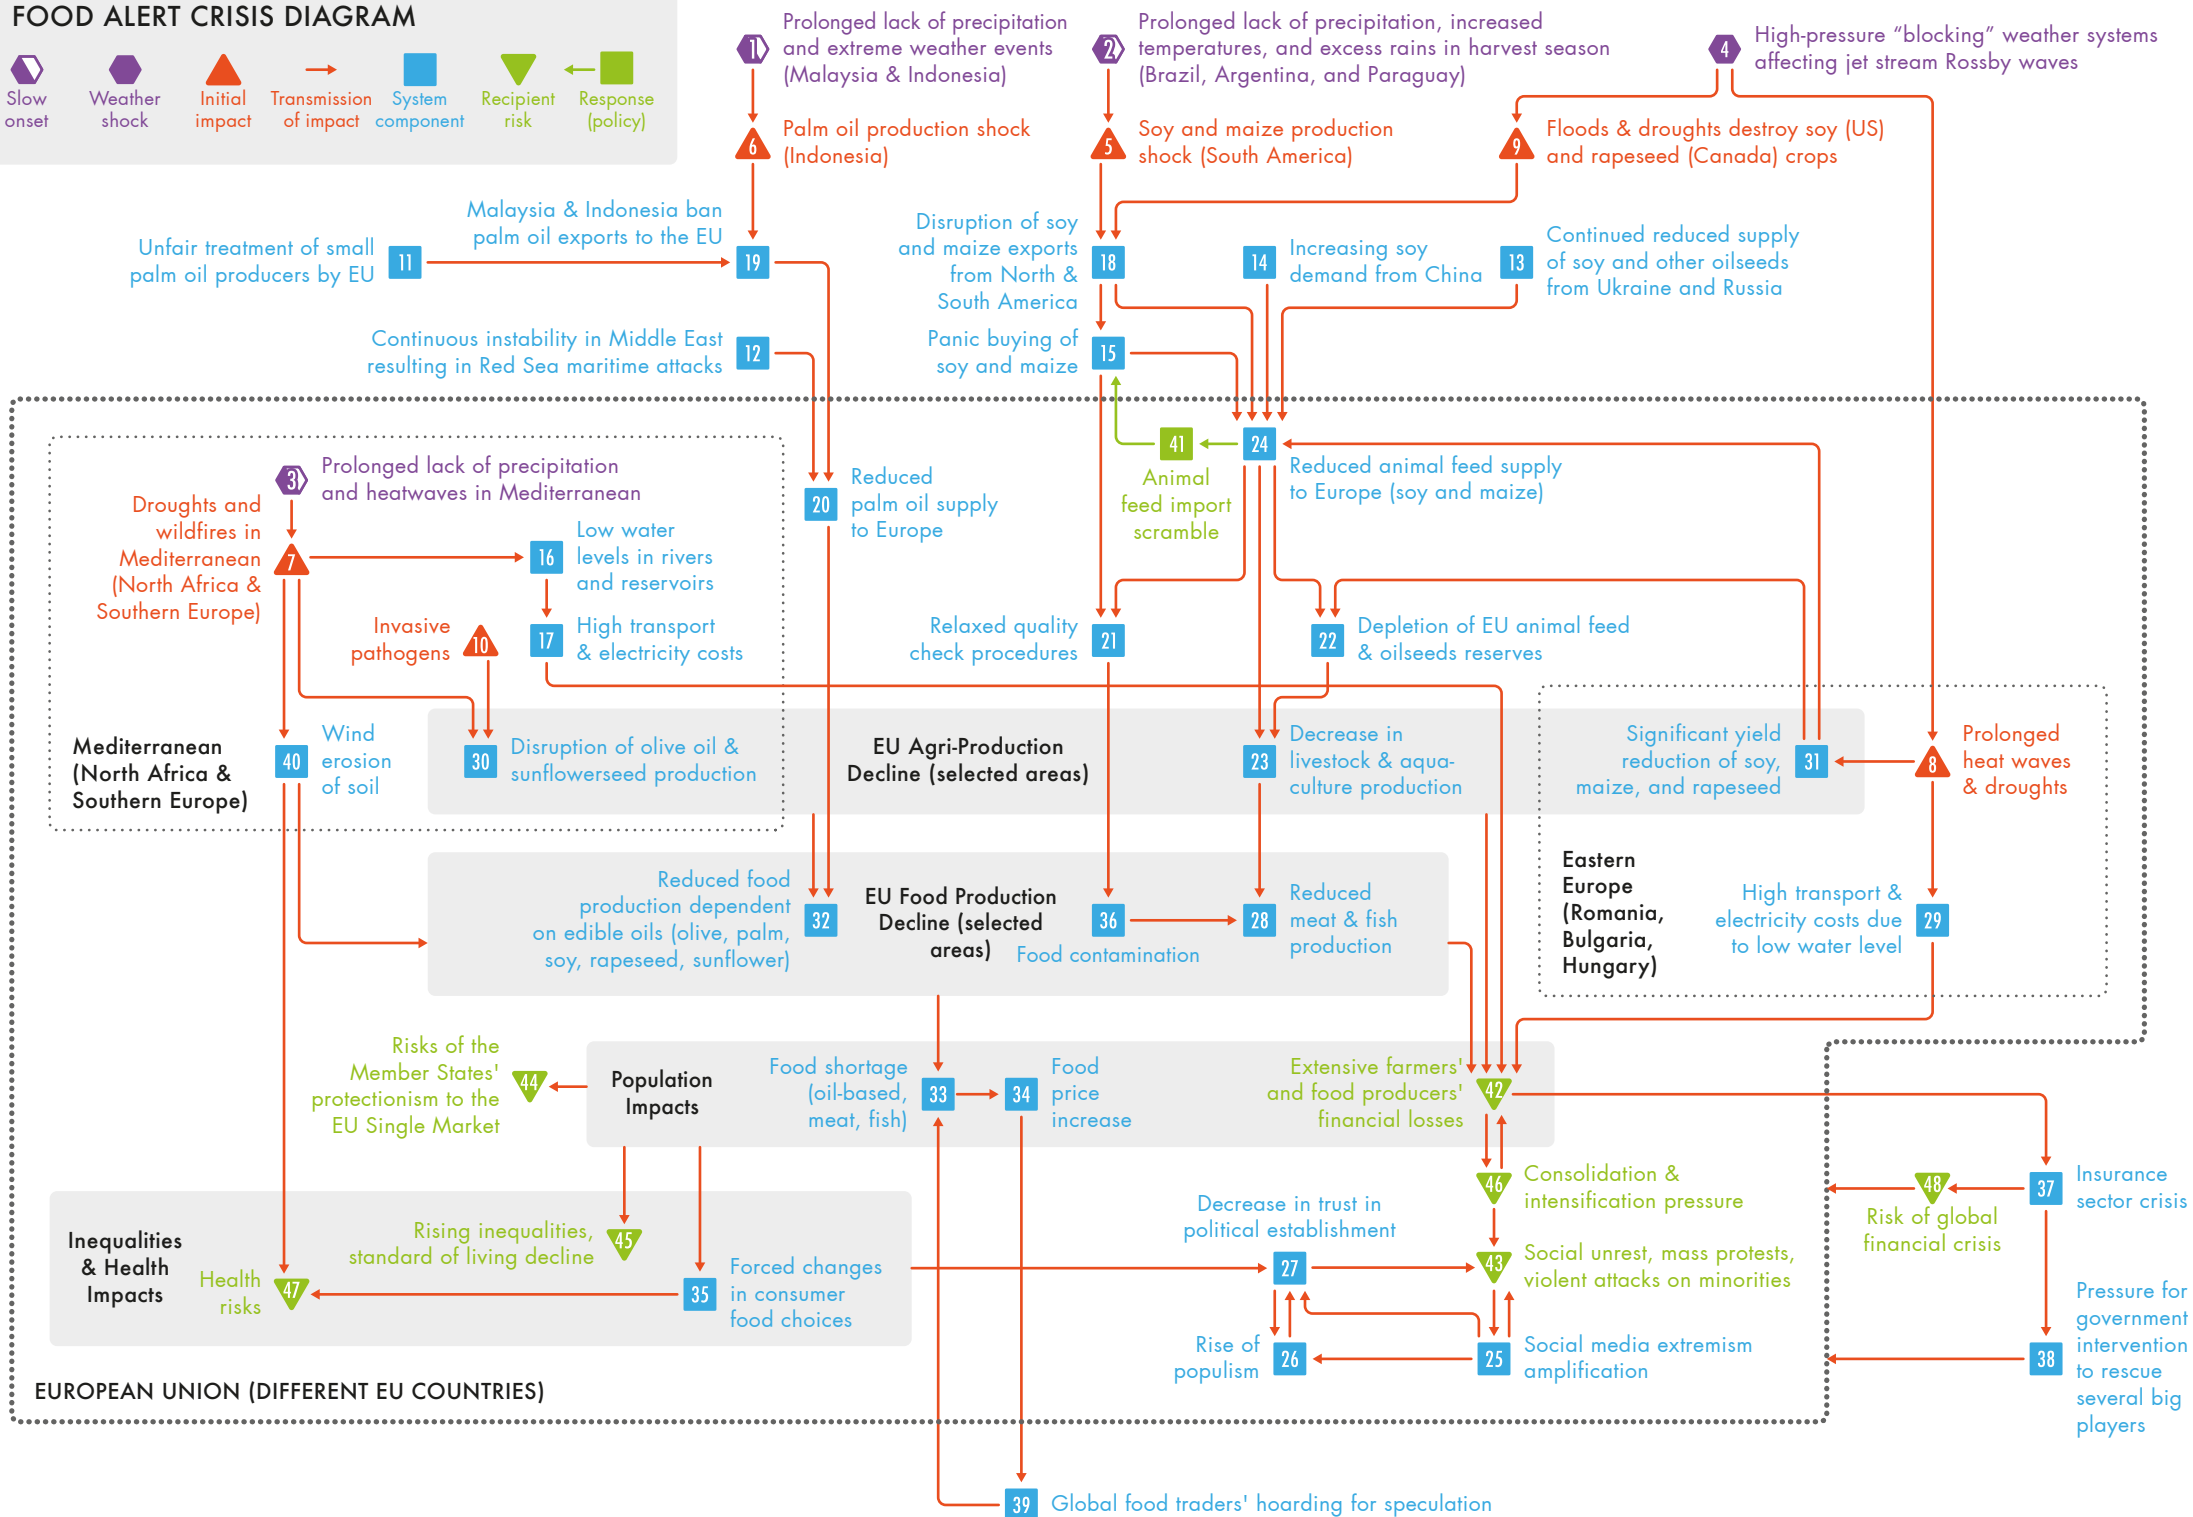 FOOD ALERT CRISIS DIAGRAM
Slow
onset
Weather
shock
Initial
impact
Transmission
of impact
System
component
Recipient
risk
Response
(policy)
1
Prolonged lack of precipitation
and extreme weather events
(Malaysia & Indonesia)
2
Prolonged lack of precipitation, increased
temperatures, and excess rains in harvest season
(Brazil, Argentina, and Paraguay)
4
High-pressure “blocking” weather systems
affecting jet stream Rossby waves
6
Palm oil production shock
(Indonesia)
5
Soy and maize production
shock (South America)
9
Floods & droughts destroy soy (US)
and rapeseed (Canada) crops
Unfair treatment of small
palm oil producers by EU
11
Malaysia & Indonesia ban
palm oil exports to the EU
19
Disruption of soy
and maize exports
from North &
South America
18
14
Increasing soy
demand from China
13
Continued reduced supply
of soy and other oilseeds
from Ukraine and Russia
Continuous instability in Middle East
resulting in Red Sea maritime attacks
12
Panic buying of
soy and maize
15
3
Prolonged lack of precipitation
and heatwaves in Mediterranean
41
Animal
feed import
scramble
24
Reduced animal feed supply
to Europe (soy and maize)
20
Reduced
palm oil supply
to Europe
Droughts and
wildfires in
Mediterranean
(North Africa &
Southern Europe)
7
16
Low water
levels in rivers
and reservoirs
Invasive
pathogens
10
17
High transport
& electricity costs
Relaxed quality
check procedures
21
22
Depletion of EU animal feed
& oilseeds reserves
Mediterranean
(North Africa &
Southern Europe)
40
Wind
erosion
of soil
30
Disruption of olive oil &
sunflowerseed production
EU Agri-Production
Decline (selected areas)
23
Decrease in
livestock & aqua-
culture production
Significant yield
reduction of soy,
maize, and rapeseed
31
8
Prolonged
heat waves
& droughts
Reduced food
production dependent
on edible oils (olive, palm,
soy, rapeseed, sunflower)
32
EU Food Production
Decline (selected
areas)
36
Food contamination
28
Reduced
meat & fish
production
Eastern
Europe
(Romania,
Bulgaria,
Hungary)
High transport &
electricity costs due
to low water level
29
Risks of the
Member States'
protectionism to the
EU Single Market
44
Population
Impacts
Food shortage
(oil-based,
meat, fish)
33
34
Food
price
increase
Extensive farmers'
and food producers'
financial losses
42
46
Consolidation &
intensification pressure
48
Risk of global
financial crisis
37
Insurance
sector crisis
Inequalities
& Health
Impacts
Rising inequalities,
standard of living decline
45
Health
risks
47
35
Forced changes
in consumer
food choices
Decrease in trust in
political establishment
27
43
Social unrest, mass protests,
violent attacks on minorities
Rise of
populism
26
25
Social media extremism
amplification
38
Pressure for
government
intervention
to rescue
several big
players
EUROPEAN UNION (DIFFERENT EU COUNTRIES)
39
Global food traders' hoarding for speculation